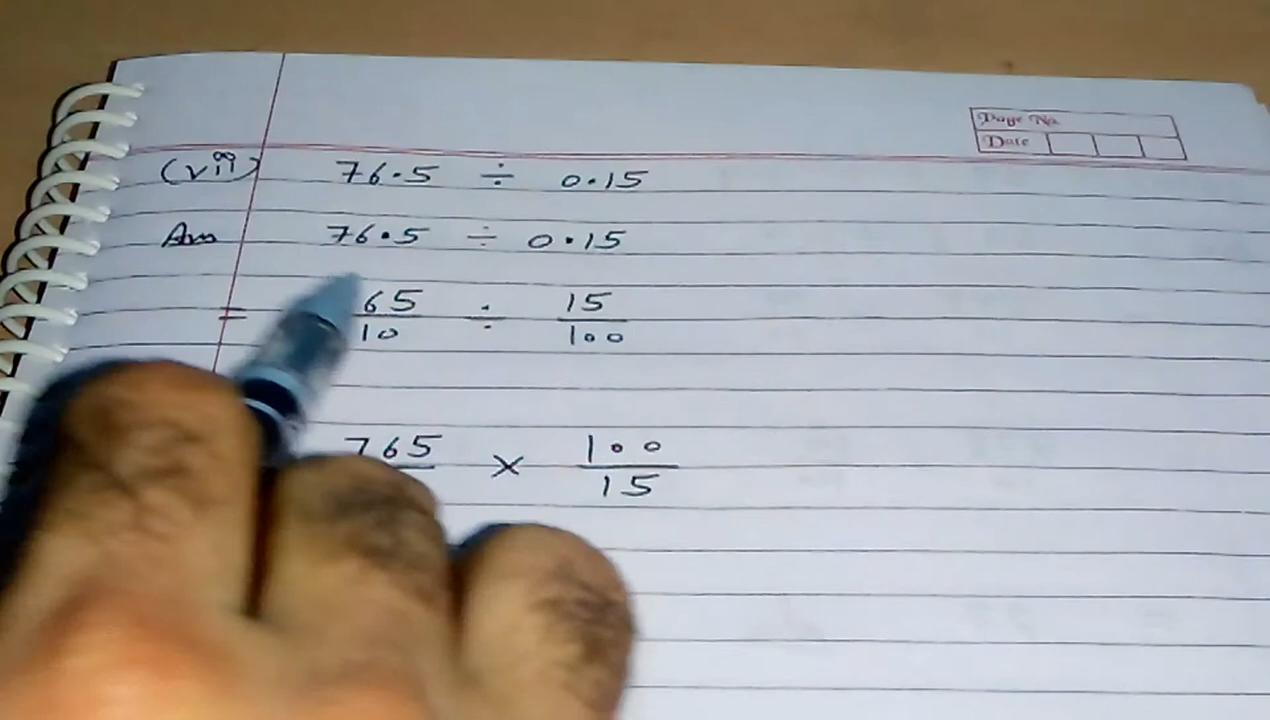 Page No.
Date
(vii) 76.5 ÷ 0.15
Ans 76.5 ÷ 0.15
= 65/10 ÷ 15/100
765 × 100/15